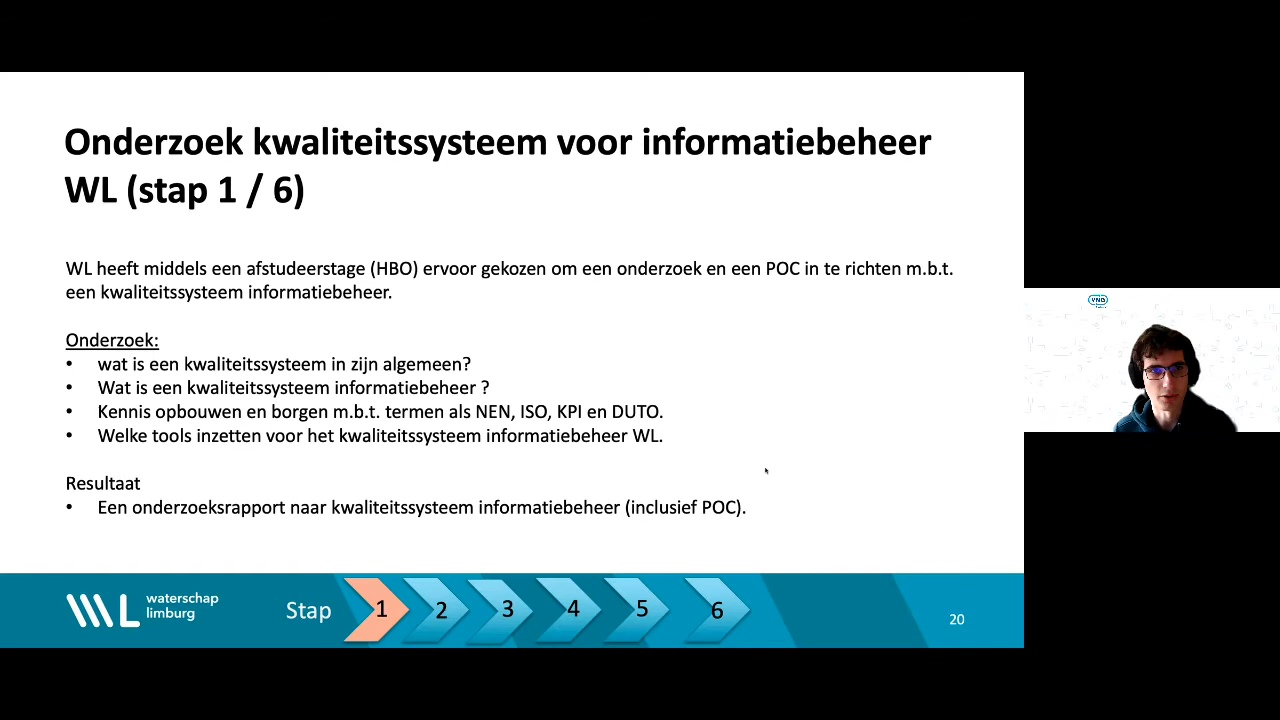 Onderzoek kwaliteitssysteem voor informatiebeheer
WL (stap 1 / 6)
WL heeft middels een afstudeerstage (HBO) ervoor gekozen om een onderzoek en een POC in te richten m.b.t.
een kwaliteitssysteem informatiebeheer.
Onderzoek:
• wat is een kwaliteitssysteem in zijn algemeen?
• Wat is een kwaliteitssysteem informatiebeheer ?
• Kennis opbouwen en borgen m.b.t. termen als NEN, ISO, KPI en DUTO.
• Welke tools inzetten voor het kwaliteitssysteem informatiebeheer WL.
Resultaat
• Een onderzoeksrapport naar kwaliteitssysteem informatiebeheer (inclusief POC).
WL waterschap
limburg
Stap 1 2 3 4 5 6
20
VNG